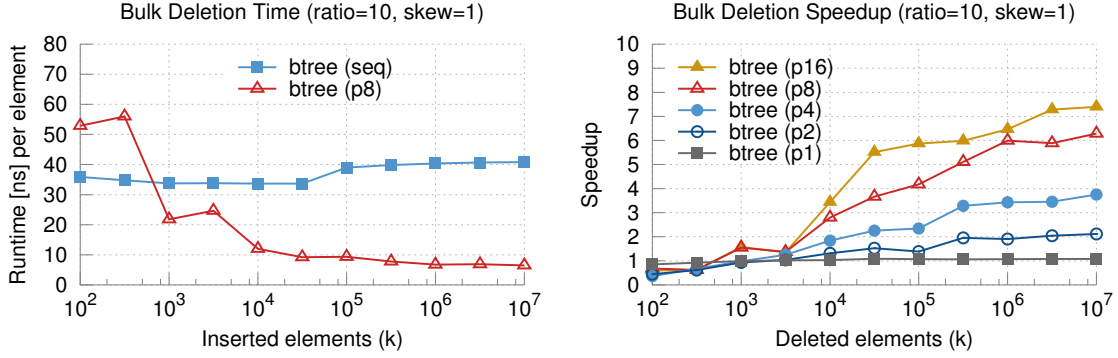 Bulk Deletion Time (ratio=10, skew=1)
Runtime [ns] per element
80
70
60
50
40
30
20
10
0
btree (seq)
btree (p8)
10² 10³ 10⁴ 10⁵ 10⁶ 10⁷
Inserted elements (k)
Bulk Deletion Speedup (ratio=10, skew=1)
Speedup
10
9
8
7
6
5
4
3
2
1
0
btree (p16)
btree (p8)
btree (p4)
btree (p2)
btree (p1)
10² 10³ 10⁴ 10⁵ 10⁶ 10⁷
Deleted elements (k)